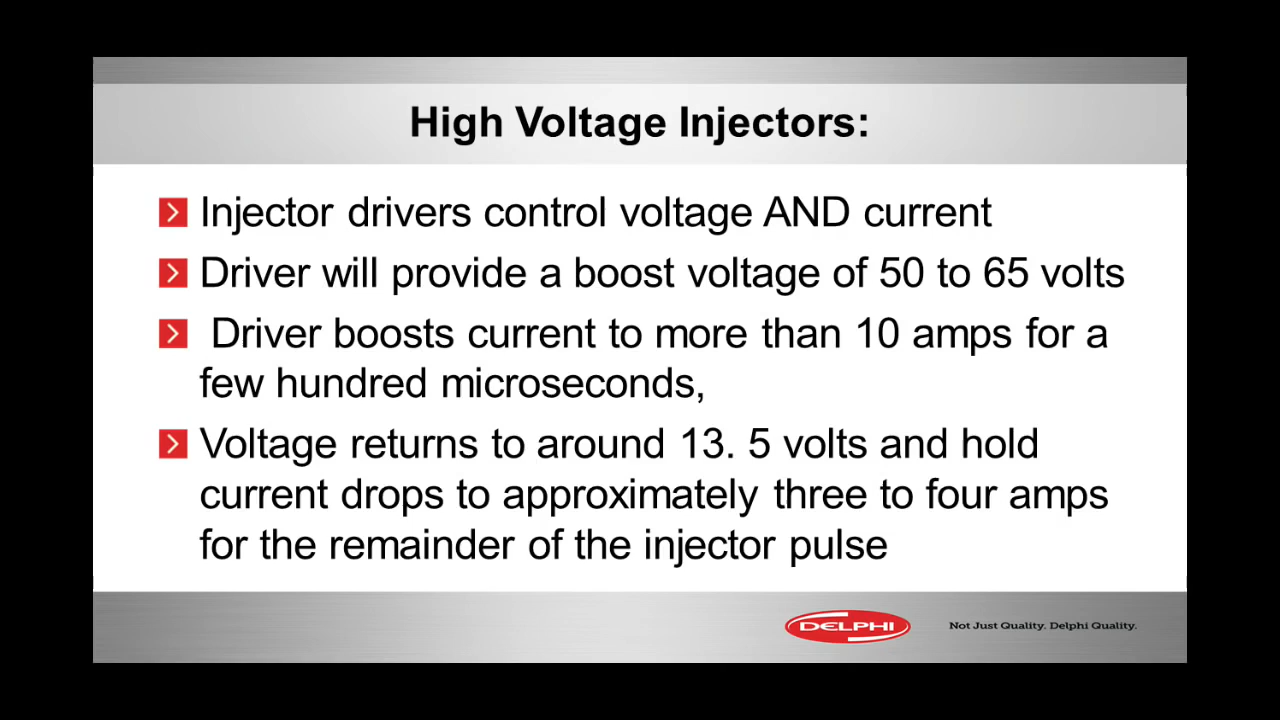 High Voltage Injectors:
Injector drivers control voltage AND current
Driver will provide a boost voltage of 50 to 65 volts
Driver boosts current to more than 10 amps for a
few hundred microseconds,
Voltage returns to around 13. 5 volts and hold
current drops to approximately three to four amps
for the remainder of the injector pulse
DELPHI
Not Just Quality. Delphi Quality.